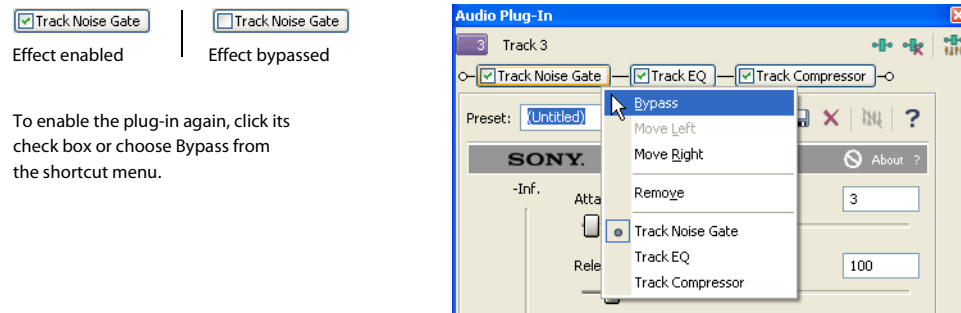 Track Noise Gate
Track Noise Gate
Effect enabled
Effect bypassed
To enable the plug-in again, click its
check box or choose Bypass from
the shortcut menu.
Audio Plug-In
3 Track 3
Track Noise Gate
Track EQ
Track Compressor
Preset: (Untitled)
Bypass
Move Left
Move Right
Remove
Track Noise Gate
Track EQ
Track Compressor
?
SONY.
About ?
-Inf.
Atta
3
Rele
100